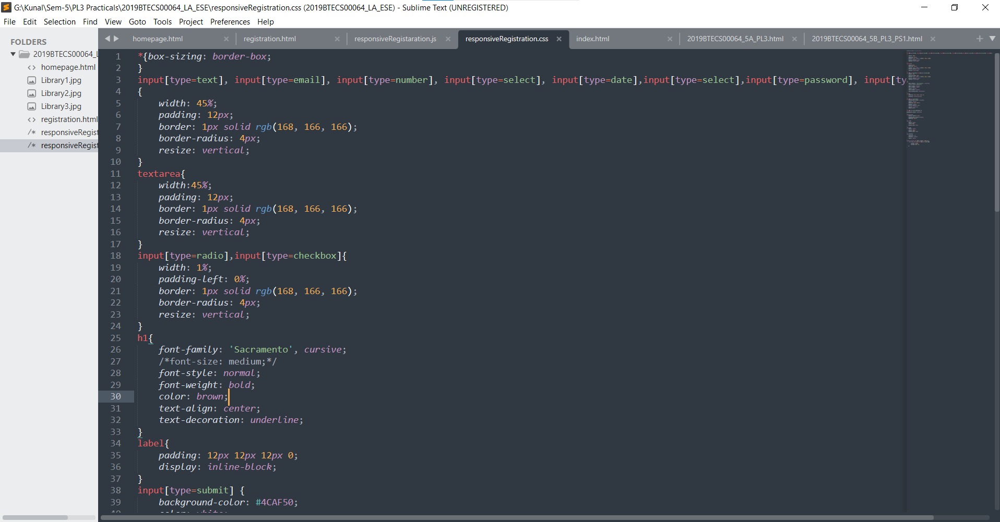 G:\Kunal\Sem-5\PL3 Practicals\2019BTECS00064_LA_ESE\responsiveRegistration.css (2019BTECS00064_LA_ESE) - Sublime Text (UNREGISTERED)
File Edit Selection Find View Goto Tools Project Preferences Help
homepage.html registration.html responsiveRegistaration.js responsiveRegistration.css index.html 2019BTECS00064_5A_PL3.html 2019BTECS00064_5B_PL3_PS1.html
FOLDERS
2019BTECS00064_L
homepage.html
Library1.jpg
Library2.jpg
Library3.jpg
registration.html
/* responsiveRegist
/* responsiveRegist
1 *{box-sizing: border-box;
2 }
3 input[type=text], input[type=email], input[type=number], input[type=select], input[type=date],input[type=select],input[type=password], input[ty
4 {
5 width: 45%;
6 padding: 12px;
7 border: 1px solid rgb(168, 166, 166);
8 border-radius: 4px;
9 resize: vertical;
10 }
11 textarea{
12 width:45%;
13 padding: 12px;
14 border: 1px solid rgb(168, 166, 166);
15 border-radius: 4px;
16 resize: vertical;
17 }
18 input[type=radio],input[type=checkbox]{
19 width: 1%;
20 padding-left: 0%;
21 border: 1px solid rgb(168, 166, 166);
22 border-radius: 4px;
23 resize: vertical;
24 }
25 h1{
26 font-family: 'Sacramento', cursive;
27 /*font-size: medium;*/
28 font-style: normal;
29 font-weight: bold;
30 color: brown;
31 text-align: center;
32 text-decoration: underline;
33 }
34 label{
35 padding: 12px 12px 12px 0;
36 display: inline-block;
37 }
38 input[type=submit] {
39 background-color: #4CAF50;